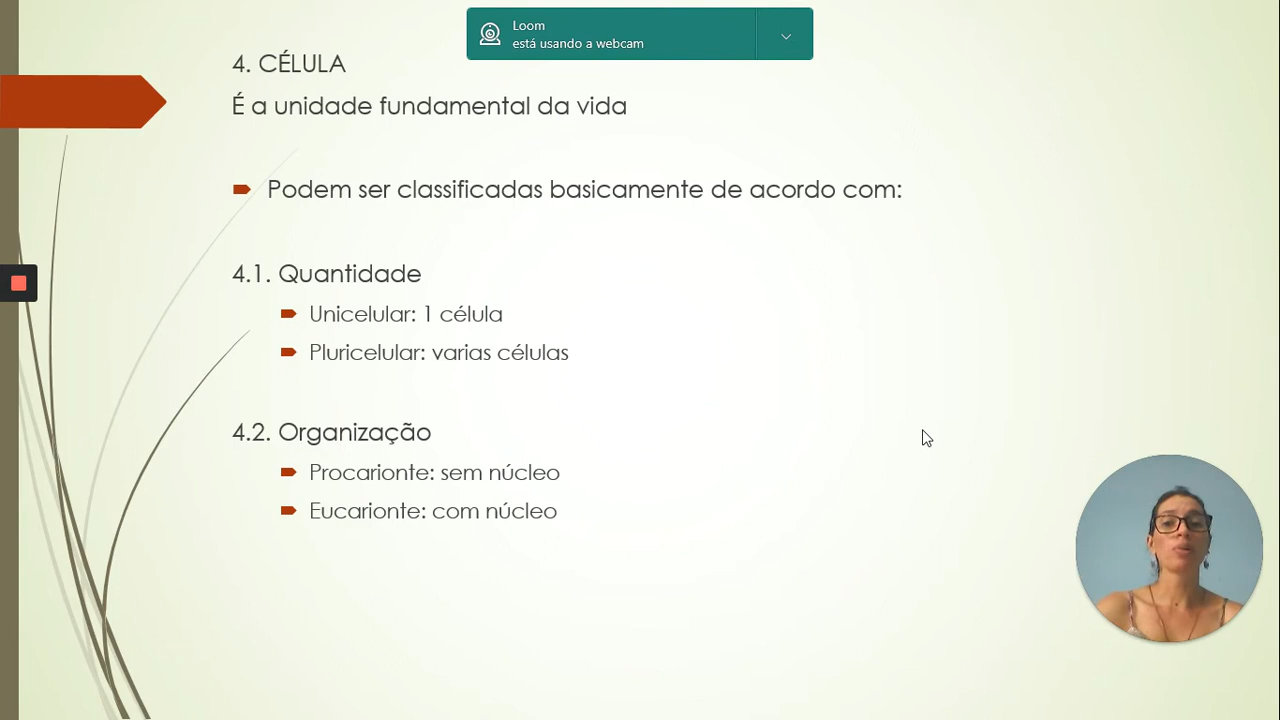 Loom
está usando a webcam
4. CÉLULA
É a unidade fundamental da vida
Podem ser classificadas basicamente de acordo com:
4.1. Quantidade
Unicelular: 1 célula
Pluricelular: varias células
4.2. Organização
Procarionte: sem núcleo
Eucarionte: com núcleo